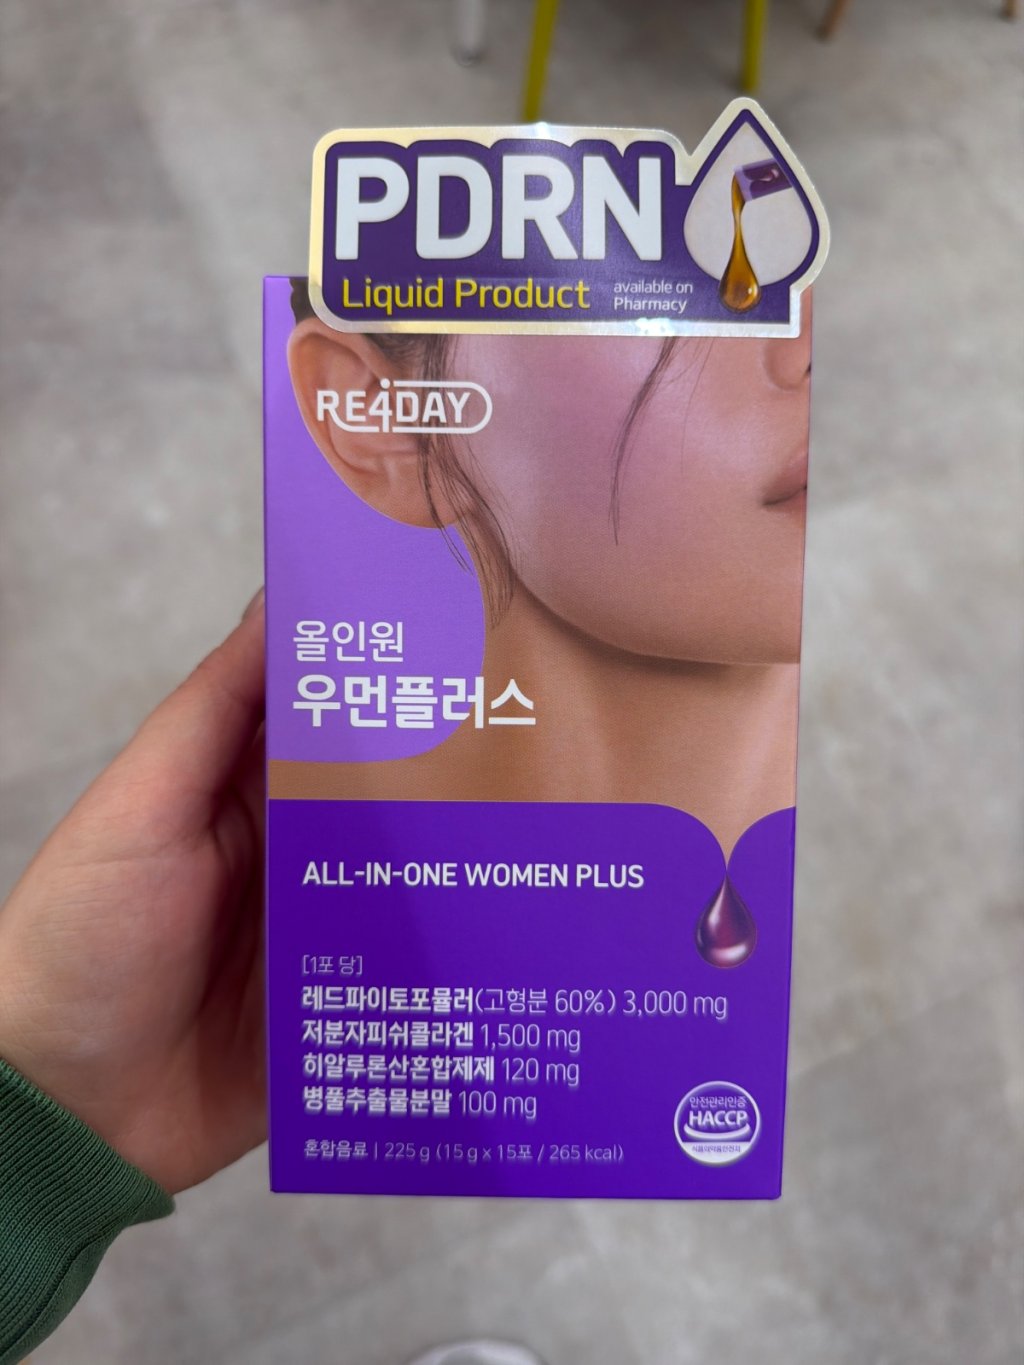 PDRN
Liquid Product
available on
Pharmacy
RE4DAY
올인원
우먼플러스
ALL-IN-ONE WOMEN PLUS
[1포 당]
레드파이토포뮬러(고형분 60%) 3,000 mg
저분자피쉬콜라겐 1,500 mg
히알루론산혼합제제 120 mg
병풀추출물분말 100 mg
안전관리인증
HACCP
식품의약품안전처
혼합음료 | 225 g (15 g x 15포 / 265 kcal)